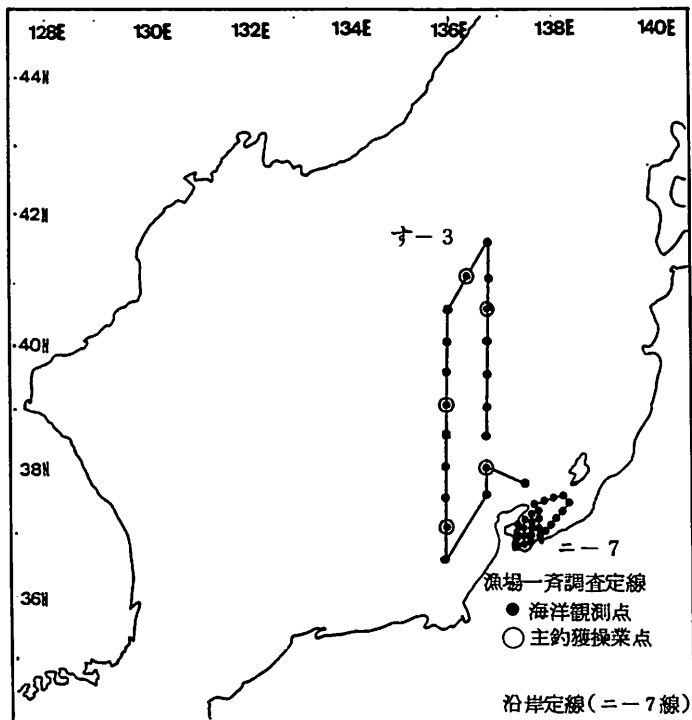 128E 130E 132E 134E 136E 138E 140E
44N
42N
す－3
40N
38N
ニ－7
漁場一斉調査定線
36N
● 海洋観測点
○ 主釣獲操業点
沿岸定線(ニ－7線)